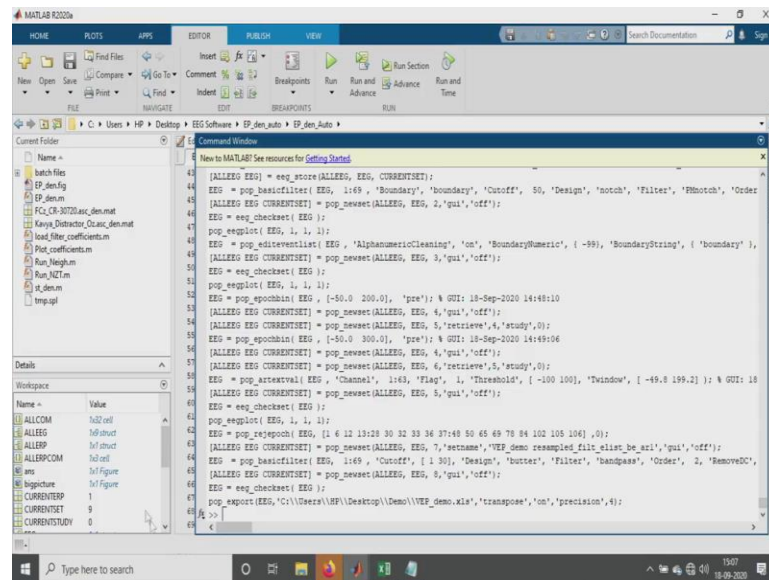 MATLAB R2020a
HOME PLOTS APPS EDITOR PUBLISH VIEW Search Documentation Sign
New Open Save Find Files Compare Print Go To Find Insert fx Comment Indent Breakpoints Run Run and Advance Run Section Advance Run and Time
FILE NAVIGATE EDIT BREAKPOINTS RUN
C: Users HP Desktop EEG Software EP_den_auto EP_den_Auto
Current Folder
Name
batch files
EP_den.fig
EP_den.m
FCz_CR-30720.asc_den.mat
Kavya_Distractor_Oz.asc_den.mat
load_filter_coefficients.m
Plot_coefficients.m
Run_Neigh.m
Run_NZT.m
st_den.m
tmp.spl
Details
Workspace
Name Value
ALLCOM 1x32 cell
ALLEEG 1x9 struct
ALLERP 1x1 struct
ALLERPCOM 1x3 cell
ans 1x1 Figure
bigpicture 1x1 Figure
CURRENTERP 1
CURRENTSET 9
CURRENTSTUDY 0
Command Window
New to MATLAB? See resources for Getting Started.
[ALLEEG EEG] = eeg_store(ALLEEG, EEG, CURRENTSET);
EEG = pop_basicfilter( EEG, 1:69 , 'Boundary', 'boundary', 'Cutoff', 50, 'Design', 'notch', 'Filter', 'PMnotch', 'Order
[ALLEEG EEG CURRENTSET] = pop_newset(ALLEEG, EEG, 2,'gui','off');
EEG = eeg_checkset( EEG );
pop_eegplot( EEG, 1, 1, 1);
EEG = pop_editeventlist( EEG , 'AlphanumericCleaning', 'on', 'BoundaryNumeric', { -99}, 'BoundaryString', { 'boundary' },
[ALLEEG EEG CURRENTSET] = pop_newset(ALLEEG, EEG, 3,'gui','off');
EEG = eeg_checkset( EEG );
pop_eegplot( EEG, 1, 1, 1);
EEG = pop_epochbin( EEG , [-50.0 200.0], 'pre'); % GUI: 18-Sep-2020 14:48:10
[ALLEEG EEG CURRENTSET] = pop_newset(ALLEEG, EEG, 4,'gui','off');
[ALLEEG EEG CURRENTSET] = pop_newset(ALLEEG, EEG, 5,'retrieve',4,'study',0);
EEG = pop_epochbin( EEG , [-50.0 300.0], 'pre'); % GUI: 18-Sep-2020 14:49:06
[ALLEEG EEG CURRENTSET] = pop_newset(ALLEEG, EEG, 4,'gui','off');
[ALLEEG EEG CURRENTSET] = pop_newset(ALLEEG, EEG, 6,'retrieve',5,'study',0);
EEG = pop_artextval( EEG , 'Channel', 1:63, 'Flag', 1, 'Threshold', [ -100 100], 'Twindow', [ -49.8 199.2] ); % GUI: 18
[ALLEEG EEG CURRENTSET] = pop_newset(ALLEEG, EEG, 5,'gui','off');
EEG = eeg_checkset( EEG );
pop_eegplot( EEG, 1, 1, 1);
EEG = pop_rejepoch( EEG, [1 6 12 13:28 30 32 33 36 37:48 50 65 69 78 84 102 105 106] ,0);
[ALLEEG EEG CURRENTSET] = pop_newset(ALLEEG, EEG, 7,'setname','VEP_demo resampled_filt_elist_be_ar1','gui','off');
EEG = pop_basicfilter( EEG, 1:69 , 'Cutoff', [ 1 30], 'Design', 'butter', 'Filter', 'bandpass', 'Order', 2, 'RemoveDC',
[ALLEEG EEG CURRENTSET] = pop_newset(ALLEEG, EEG, 8,'gui','off');
EEG = eeg_checkset( EEG );
pop_export(EEG,'C:\\Users\\HP\\Desktop\\Demo\\VEP_demo.xls','transpose','on','precision',4);
fx >>
Type here to search
15:07
18-09-2020